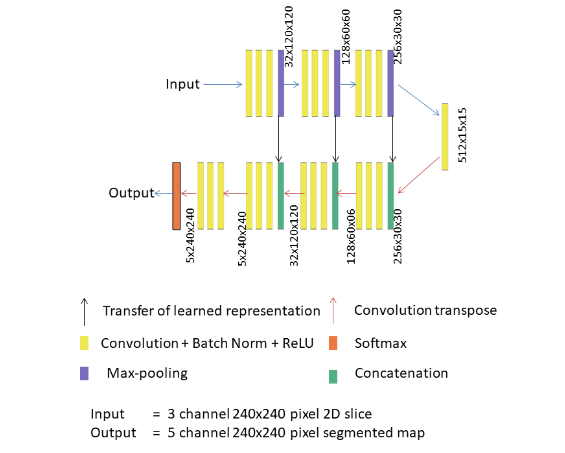 32x120x120
128x60x60
256x30x30
Input
512x15x15
Output
5x240x240
5x240x240
32x120x120
128x60x06
256x30x30
Transfer of learned representation
Convolution transpose
Convolution + Batch Norm + ReLU
Softmax
Max-pooling
Concatenation
Input = 3 channel 240x240 pixel 2D slice
Output = 5 channel 240x240 pixel segmented map